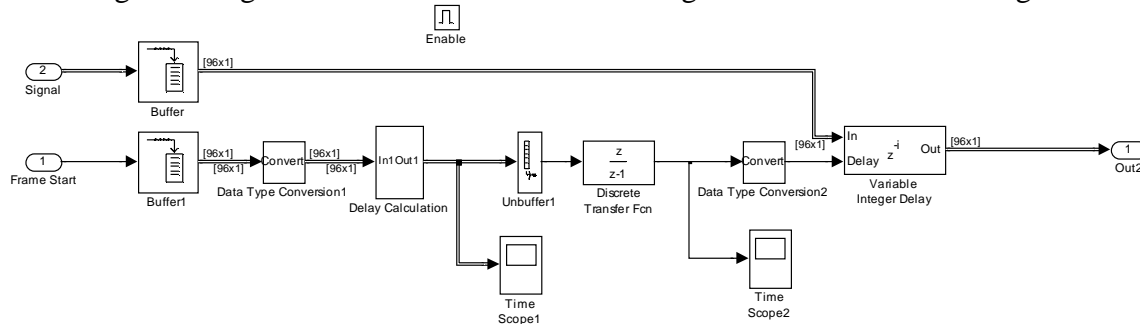 Enable
2
Signal
[96x1]
Buffer
1
Frame Start
[96x1]
[96x1]
Buffer1
Convert
[96x1]
[96x1]
Data Type Conversion1
In1 Out1
Delay Calculation
Unbuffer1
z
z-1
Discrete
Transfer Fcn
Convert
Data Type Conversion2
[96x1]
In
Delay
z
-i
Out
[96x1]
Variable
Integer Delay
1
Out2
Time
Scope1
Time
Scope2